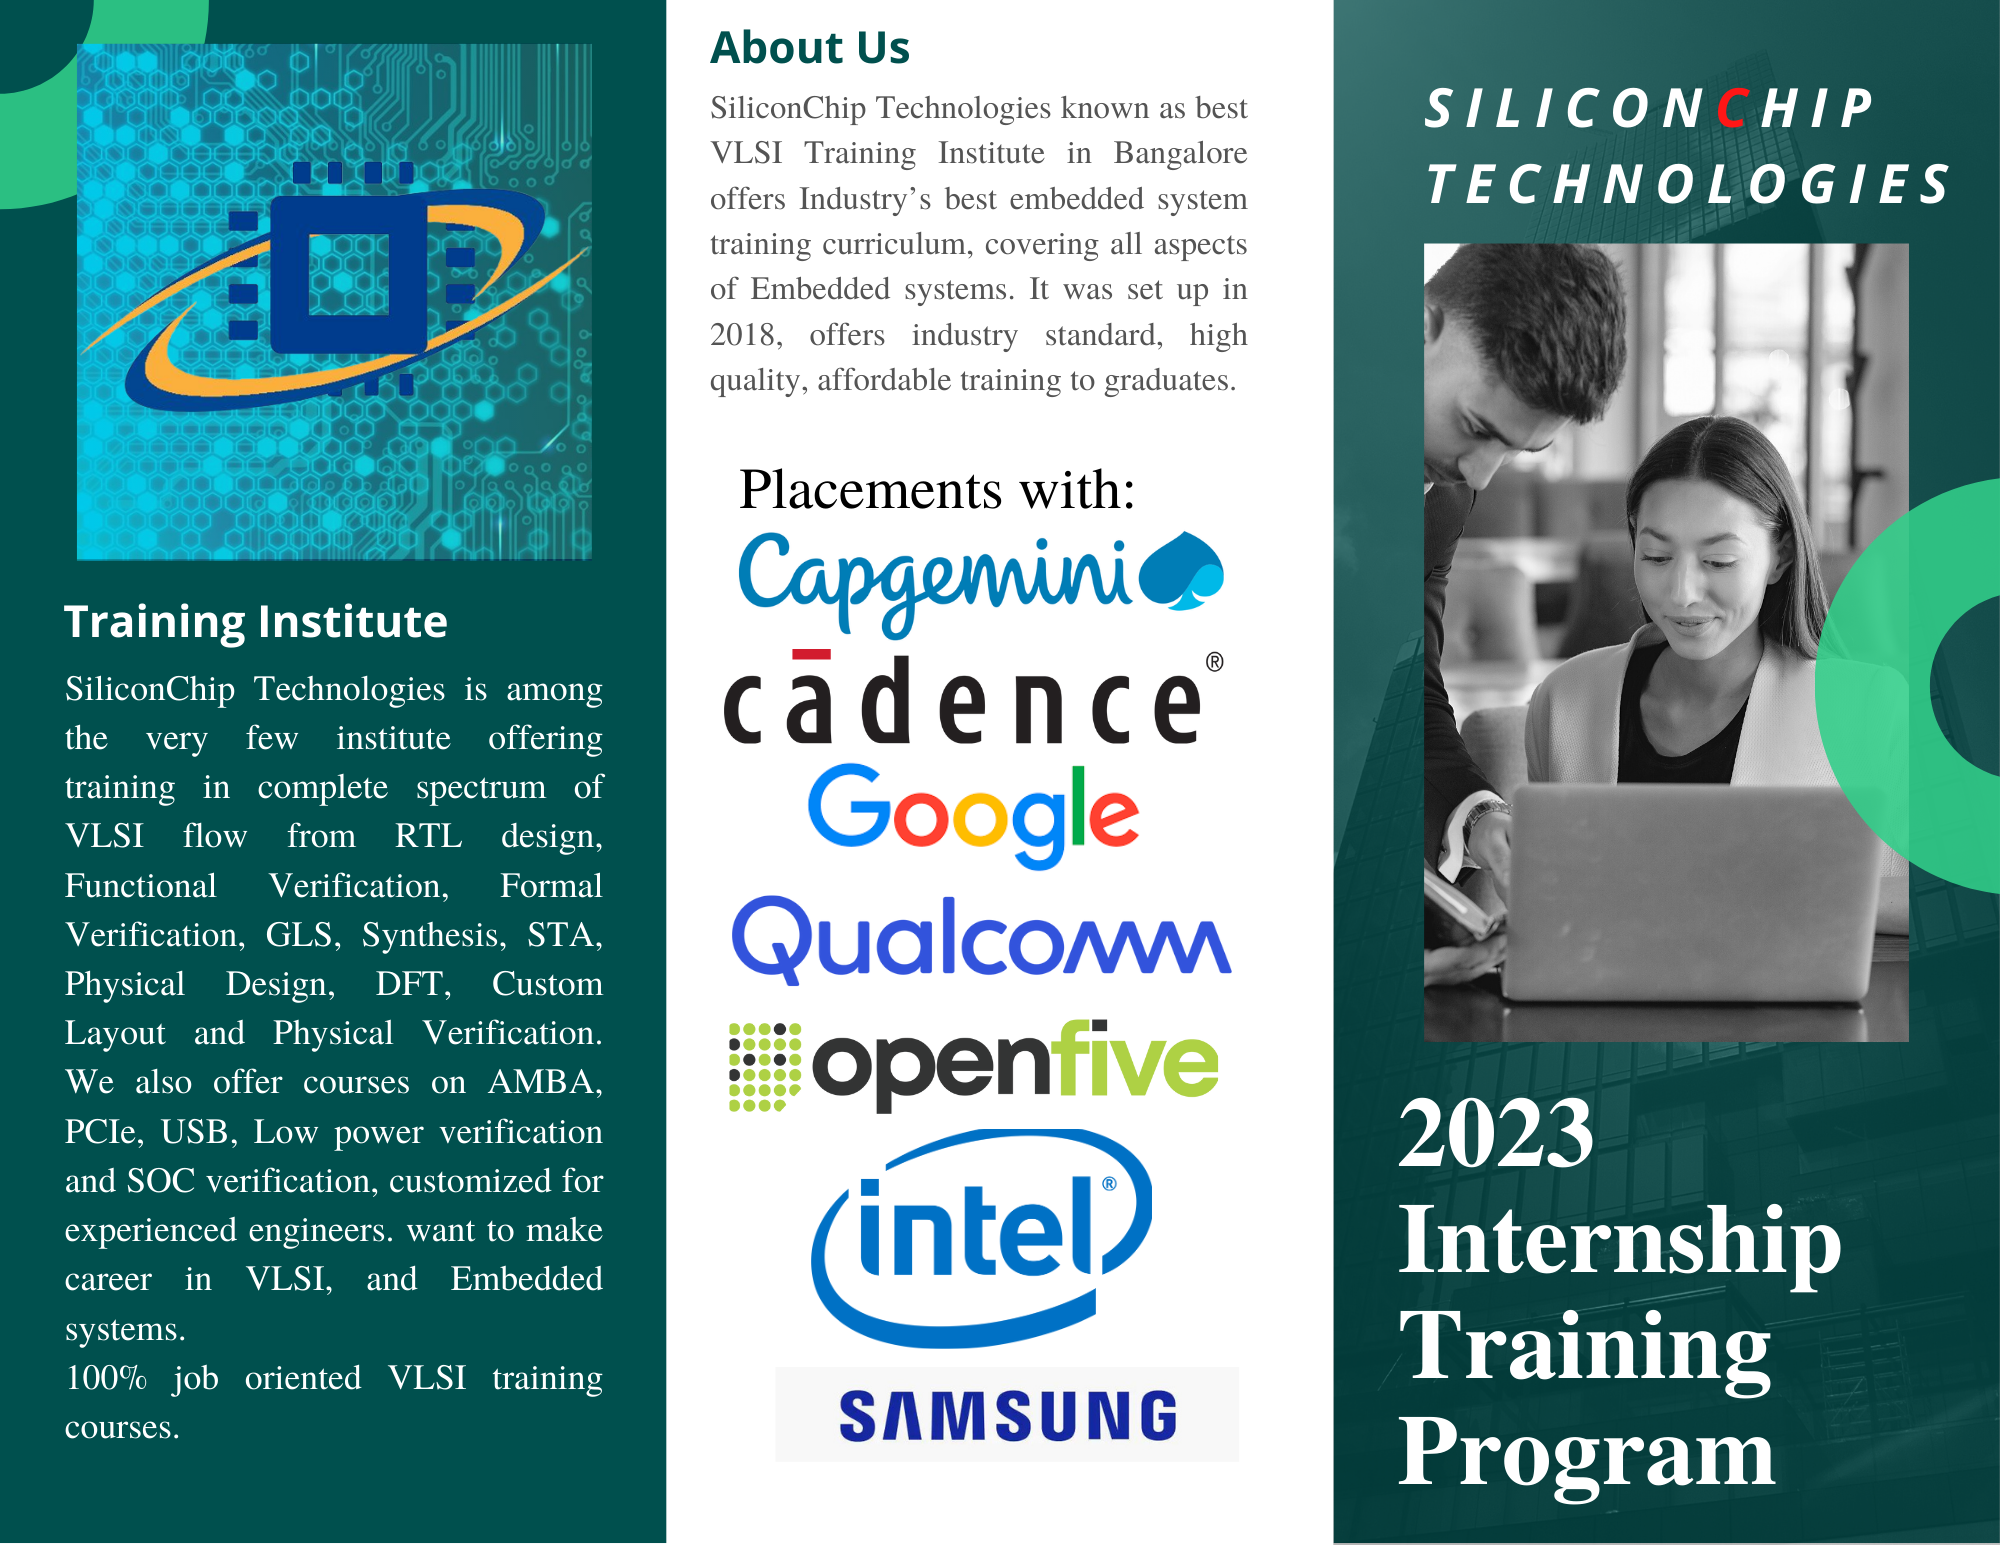 Training Institute
SiliconChip Technologies is among
the very few institute offering
training in complete spectrum of
VLSI flow from RTL design,
Functional Verification, Formal
Verification, GLS, Synthesis, STA,
Physical Design, DFT, Custom
Layout and Physical Verification.
We also offer courses on AMBA,
PCIe, USB, Low power verification
and SOC verification, customized for
experienced engineers. want to make
career in VLSI, and Embedded
systems.
100% job oriented VLSI training
courses.
About Us
SiliconChip Technologies known as best
VLSI Training Institute in Bangalore
offers Industry’s best embedded system
training curriculum, covering all aspects
of Embedded systems. It was set up in
2018, offers industry standard, high
quality, affordable training to graduates.
Placements with:
Capgemini
cādence®
Google
Qualcomm
openfive
intel®
SAMSUNG
SILICONCHIP
TECHNOLOGIES
2023
Internship
Training
Program